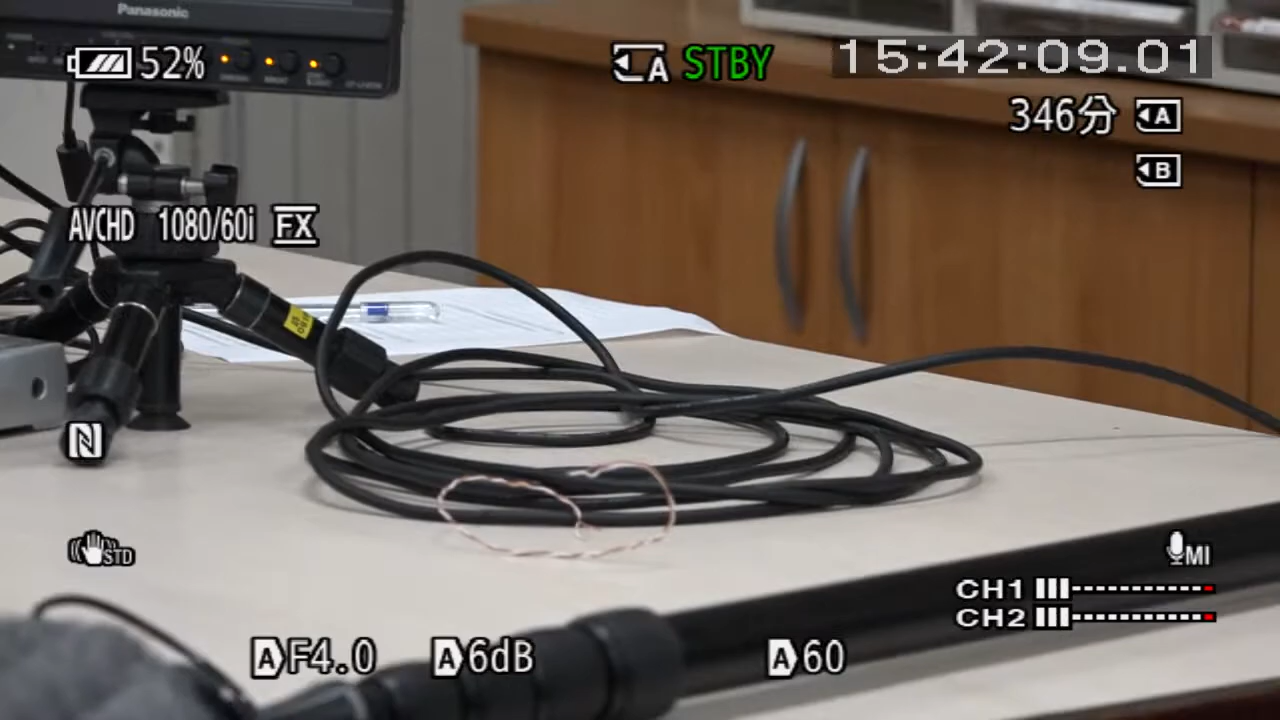 Panasonic
52%
A STBY
15:42:09.01
346分 A
B
AVCHD 1080/60i FX
N
STD
MI
CH1
CH2
A F4.0
A 6dB
A 60